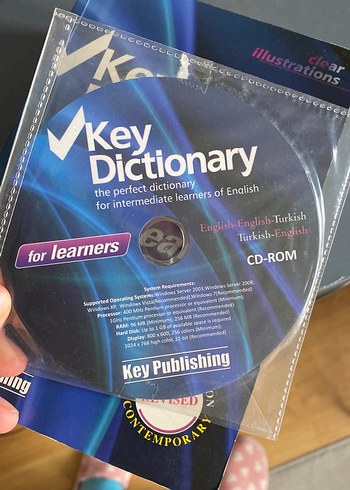 clear
illustrations
Key
Key
Dictionary
the perfect dictionary
for intermediate learners of English
English-English-Turkish
Turkish-English
for learners
CD-ROM
System Requirements:
Supported Operating Systems:Windows Server 2003,Windows Server 2008,
Windows XP, Windows Vista(Recommended),Windows 7(Recommended)
Processor: 400 MHz Pentium processor or equivalent (Minimum),
1GHz Pentium processor or equivalent (Recommended)
RAM: 96 MB (Minimum), 256 MB (Recommended)
Hard Disk: Up to 1 GB of available space is required
Display: 800 x 600, 256 colors (Minimum),
1024 x 768 high color, 32-bit (Recommended)
Key Publishing
REVISED
CONTEMPORARY